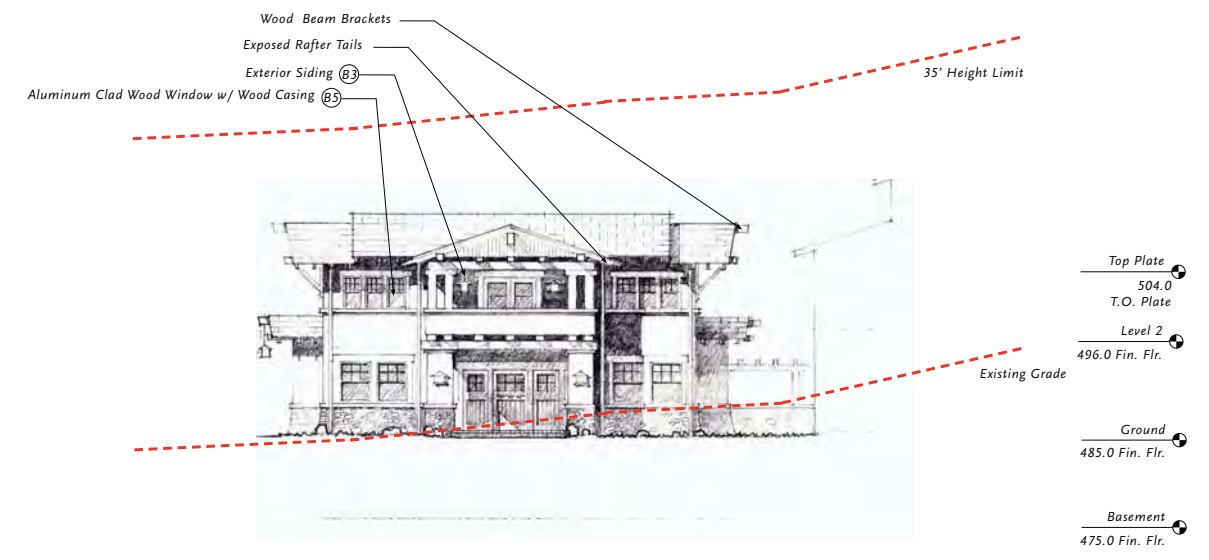 Wood Beam Brackets
Exposed Rafter Tails
Exterior Siding B3
Aluminum Clad Wood Window w/ Wood Casing B5
35' Height Limit
Top Plate
504.0
T.O. Plate
Level 2
496.0 Fin. Flr.
Existing Grade
Ground
485.0 Fin. Flr.
Basement
475.0 Fin. Flr.